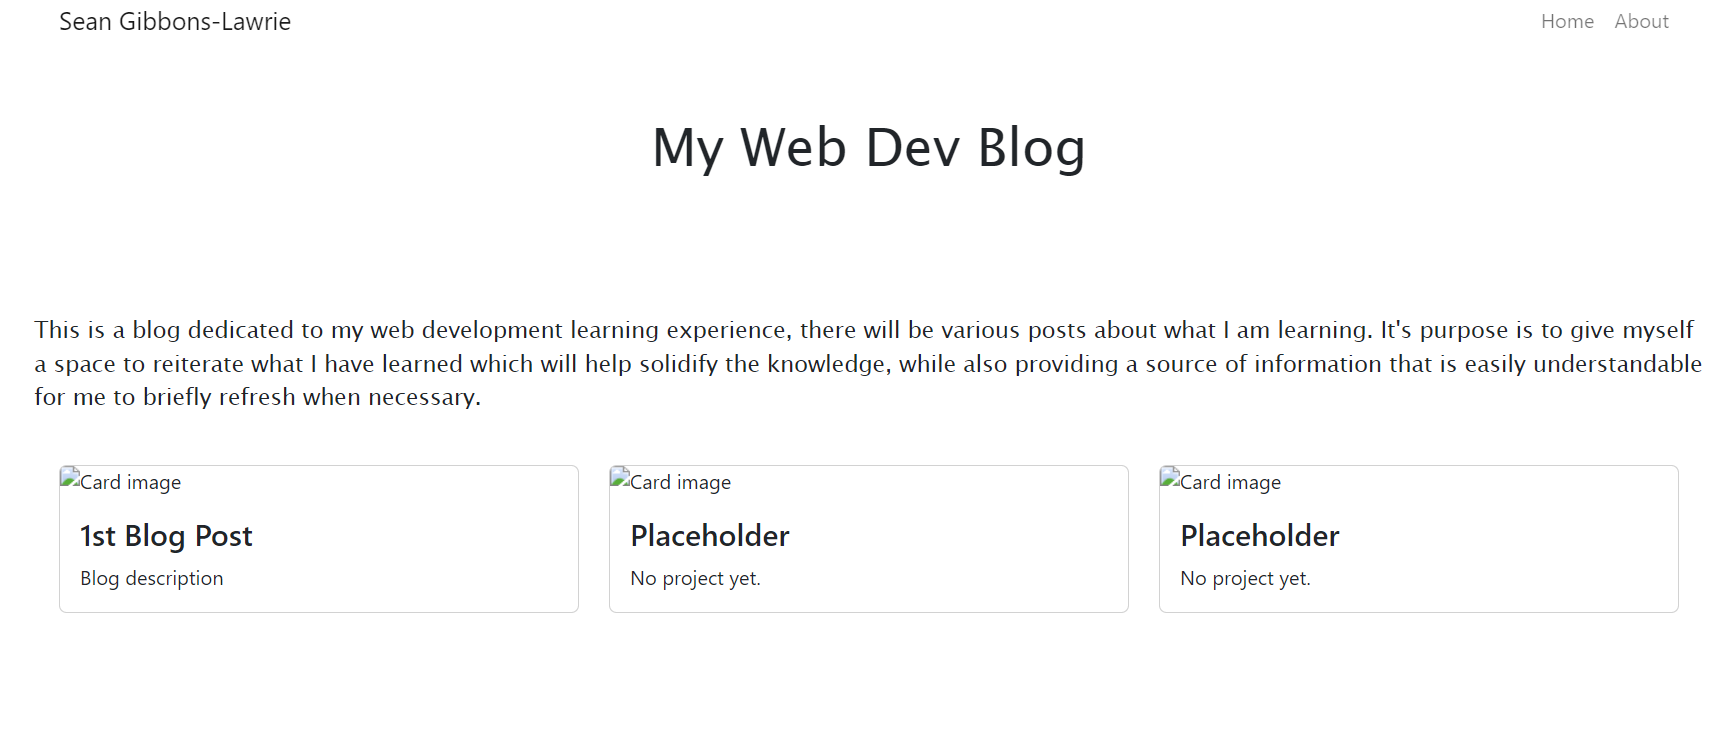 Sean Gibbons-Lawrie
Home About
My Web Dev Blog
This is a blog dedicated to my web development learning experience, there will be various posts about what I am learning. It's purpose is to give myself
a space to reiterate what I have learned which will help solidify the knowledge, while also providing a source of information that is easily understandable
for me to briefly refresh when necessary.
Card image
1st Blog Post
Blog description
Card image
Placeholder
No project yet.
Card image
Placeholder
No project yet.